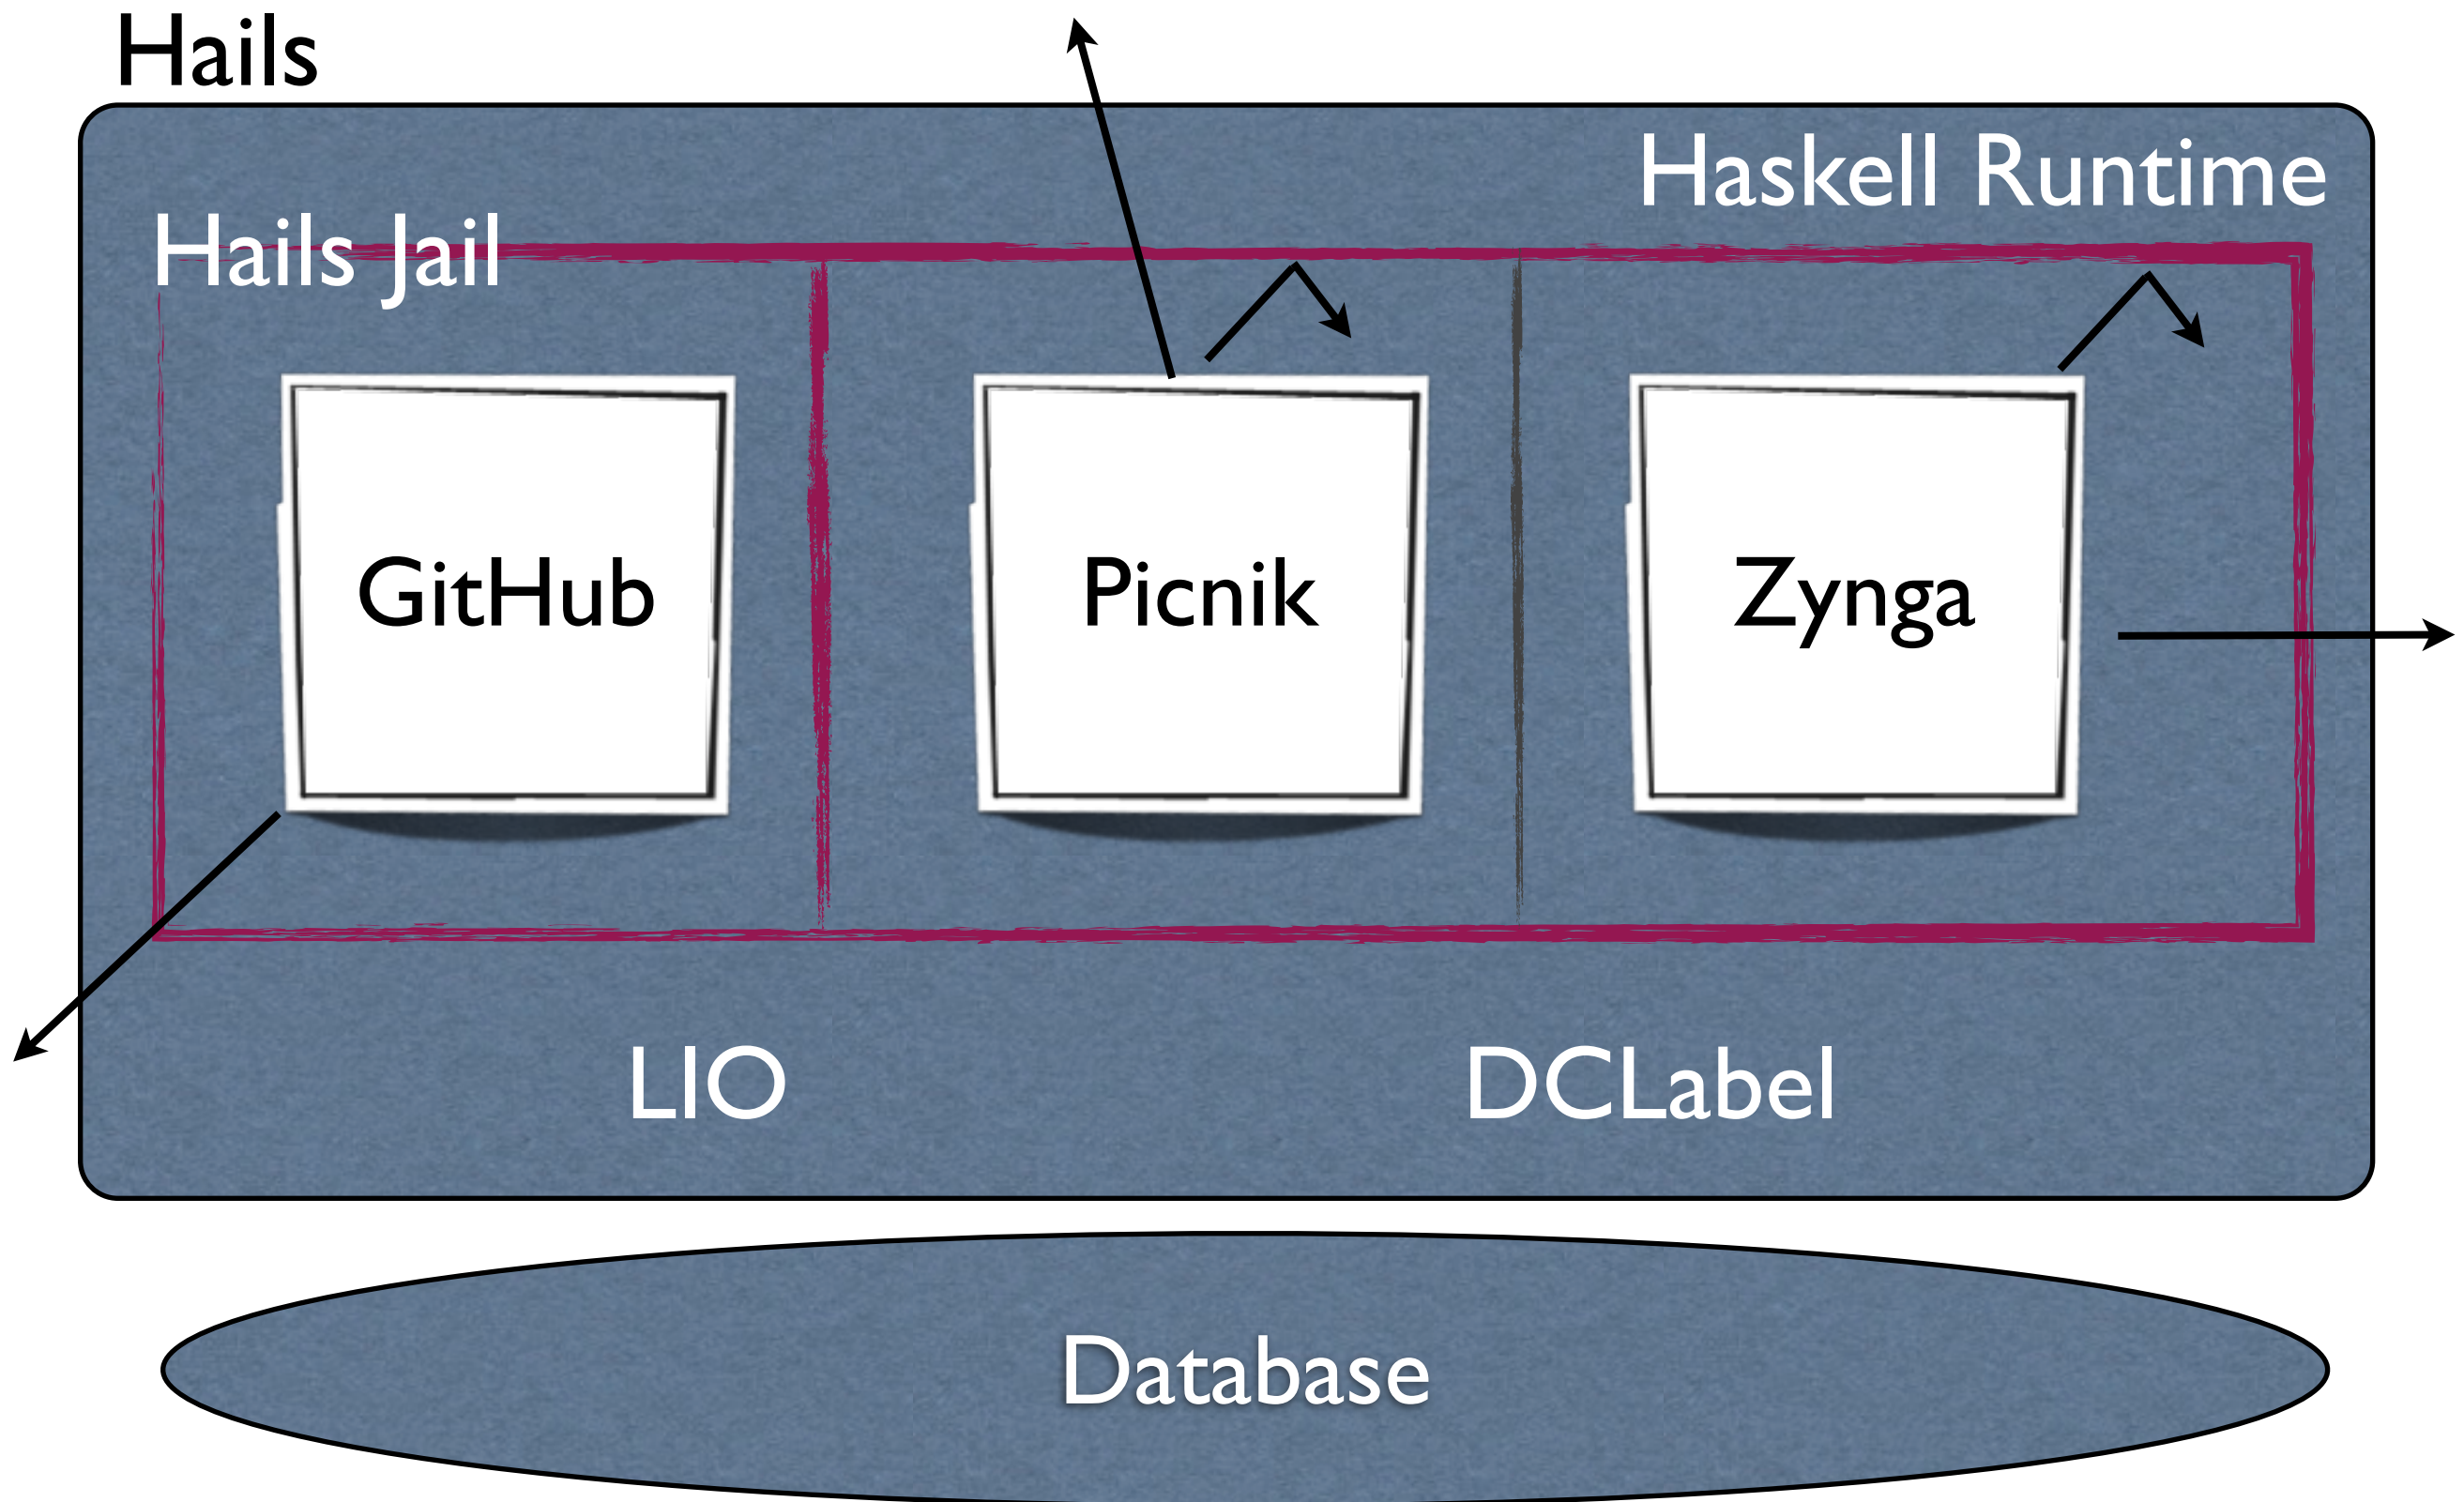 Hails
Haskell Runtime
Hails Jail
GitHub
Picnik
Zynga
LIO
DCLabel
Database